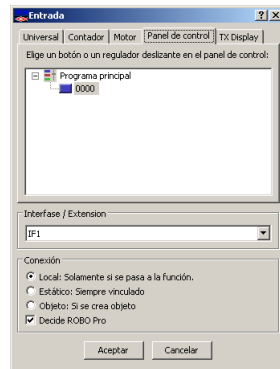 Entrada
Universal Contador Motor Panel de control TX Display
Elige un botón o un regulador deslizante en el panel de control:
Programa principal
0000
Interfase / Extension
IF1
Conexión
Local: Solamente si se pasa a la función.
Estático: Siempre vinculado
Objeto: Si se crea objeto
Decide ROBO Pro
Aceptar Cancelar